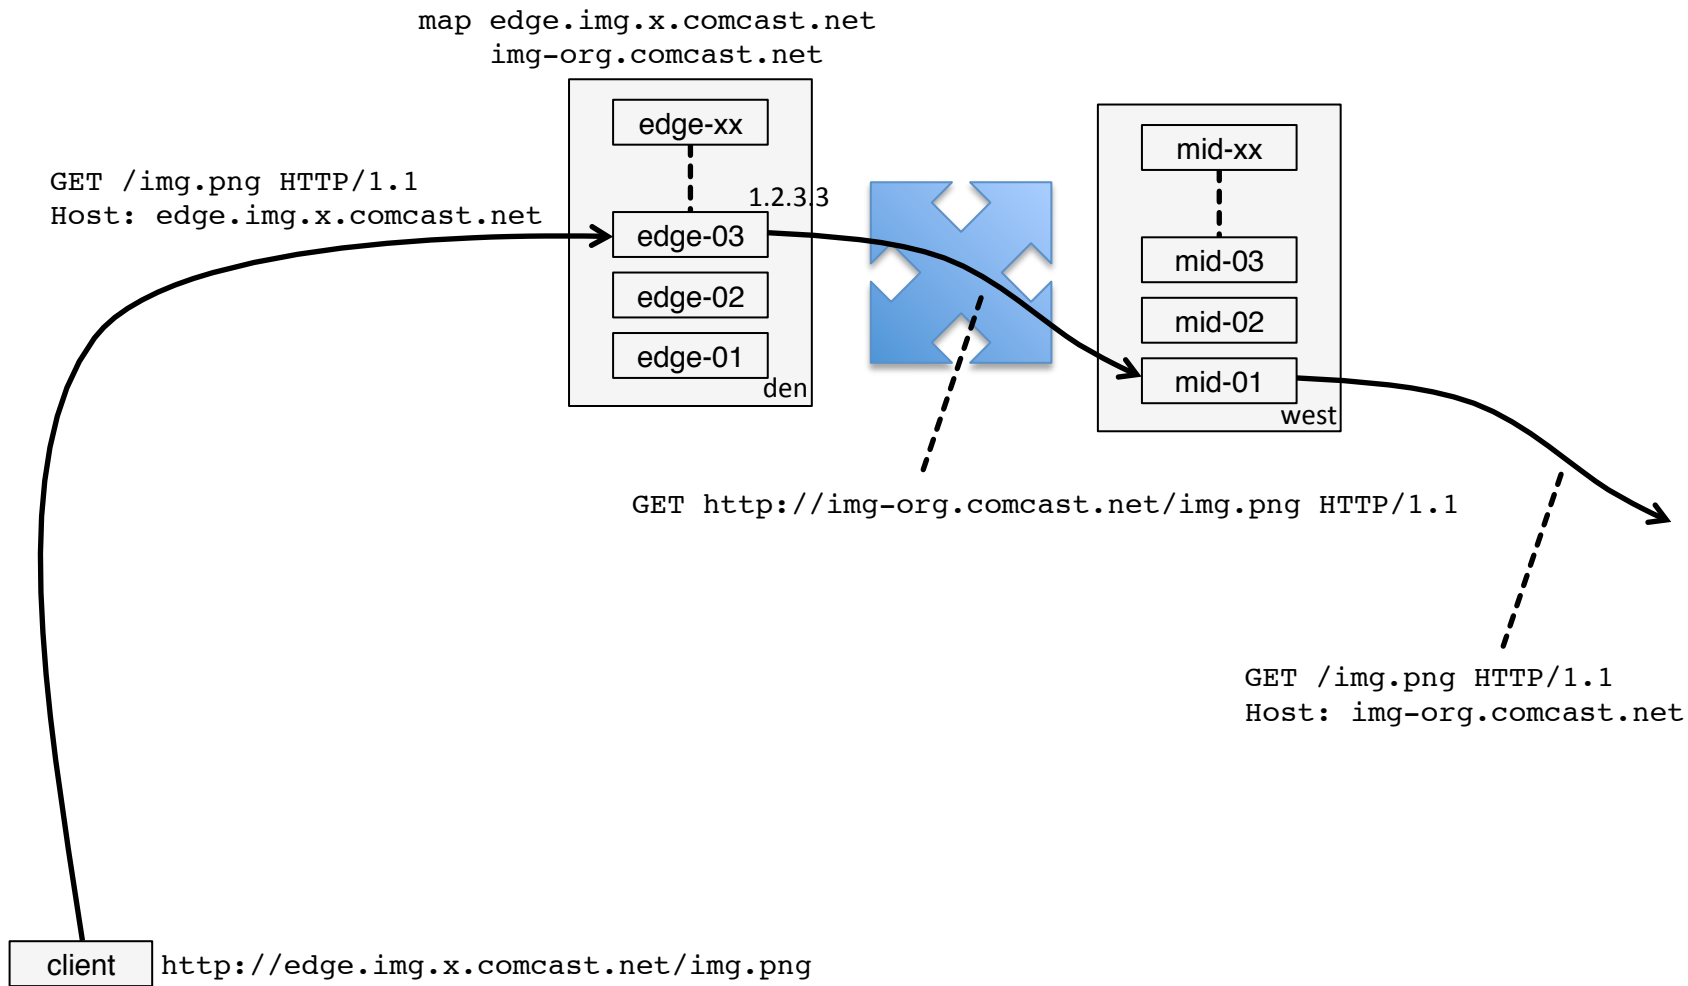 map edge.img.x.comcast.net
img-org.comcast.net
edge-xx
mid-xx
GET /img.png HTTP/1.1
Host: edge.img.x.comcast.net
1.2.3.3
edge-03
mid-03
edge-02
mid-02
edge-01
mid-01
den
west
GET http://img-org.comcast.net/img.png HTTP/1.1
GET /img.png HTTP/1.1
Host: img-org.comcast.net
client
http://edge.img.x.comcast.net/img.png